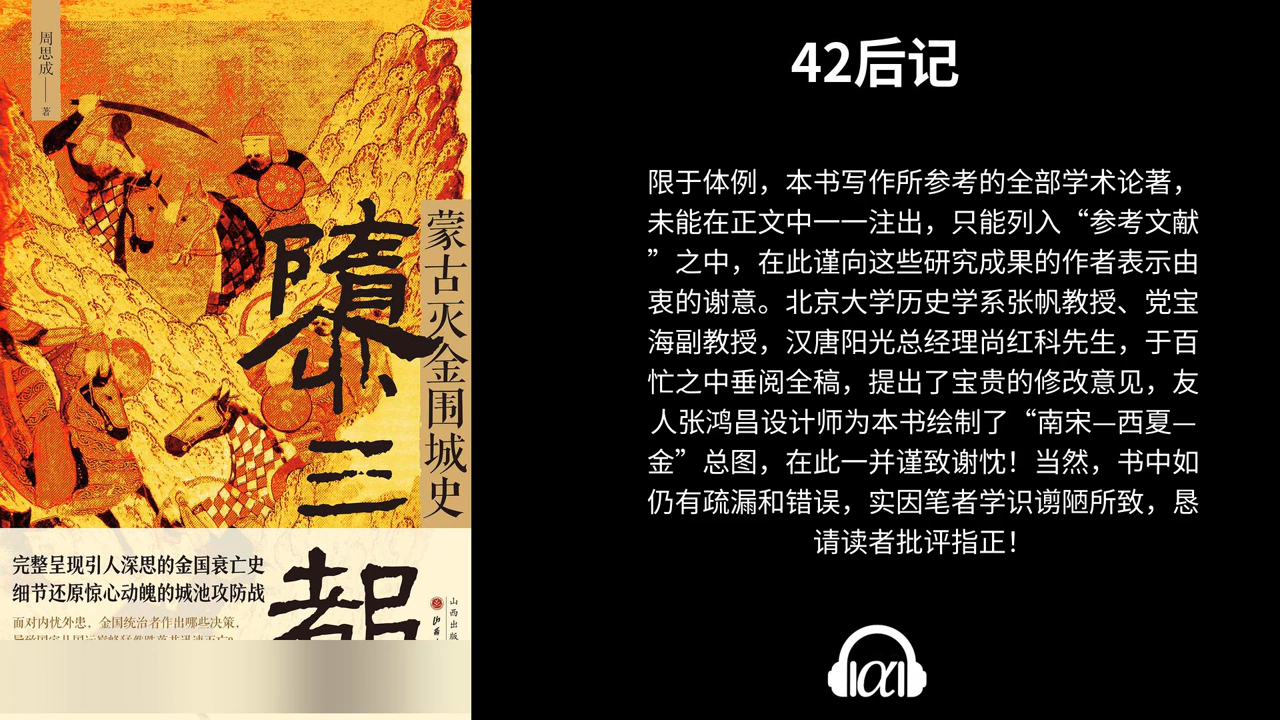 周思成——著
隳三都
蒙古灭金围城史
完整呈现引人深思的金国衰亡史
细节还原惊心动魄的城池攻防战
面对内忧外患，金国统治者作出哪些决策，
山西出版
42后记
限于体例，本书写作所参考的全部学术论著，
未能在正文中一一注出，只能列入“参考文献
”之中，在此谨向这些研究成果的作者表示由
衷的谢意。北京大学历史学系张帆教授、党宝
海副教授，汉唐阳光总经理尚红科先生，于百
忙之中垂阅全稿，提出了宝贵的修改意见，友
人张鸿昌设计师为本书绘制了“南宋—西夏—
金”总图，在此一并谨致谢忱！当然，书中如
仍有疏漏和错误，实因笔者学识谫陋所致，恳
请读者批评指正！